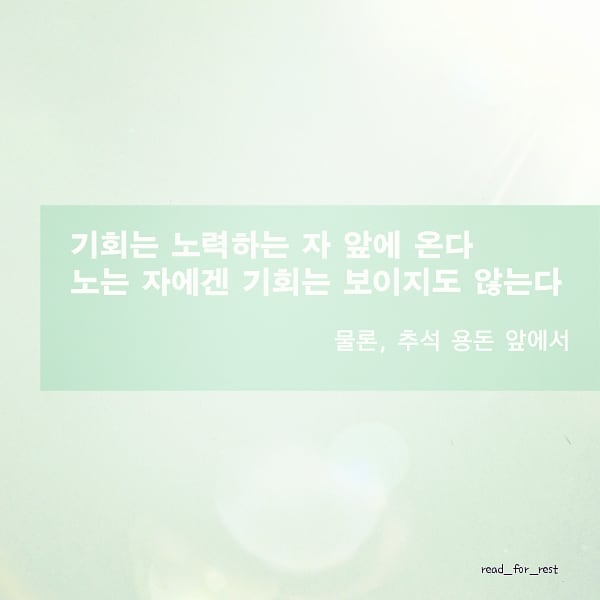 기회는 노력하는 자 앞에 온다
노는 자에겐 기회는 보이지도 않는다
물론, 추석 용돈 앞에서
read_for_rest